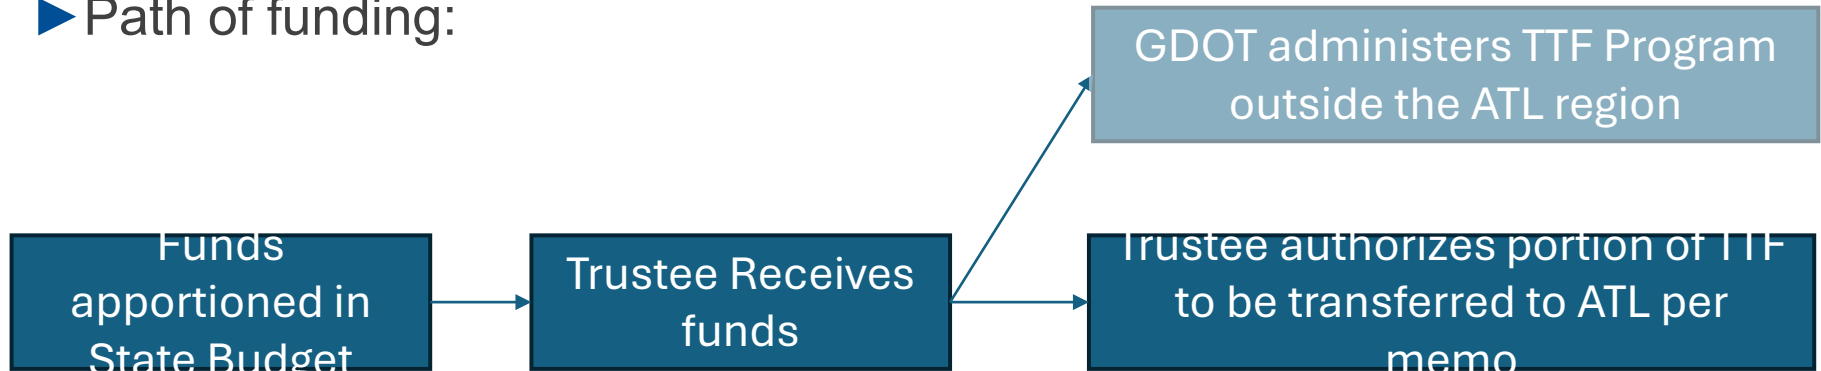 ►Path of funding:
GDOT administers TTF Program
outside the ATL region
Funds
apportioned in
State Budget
Trustee Receives
funds
Trustee authorizes portion of TTF
to be transferred to ATL per
memo